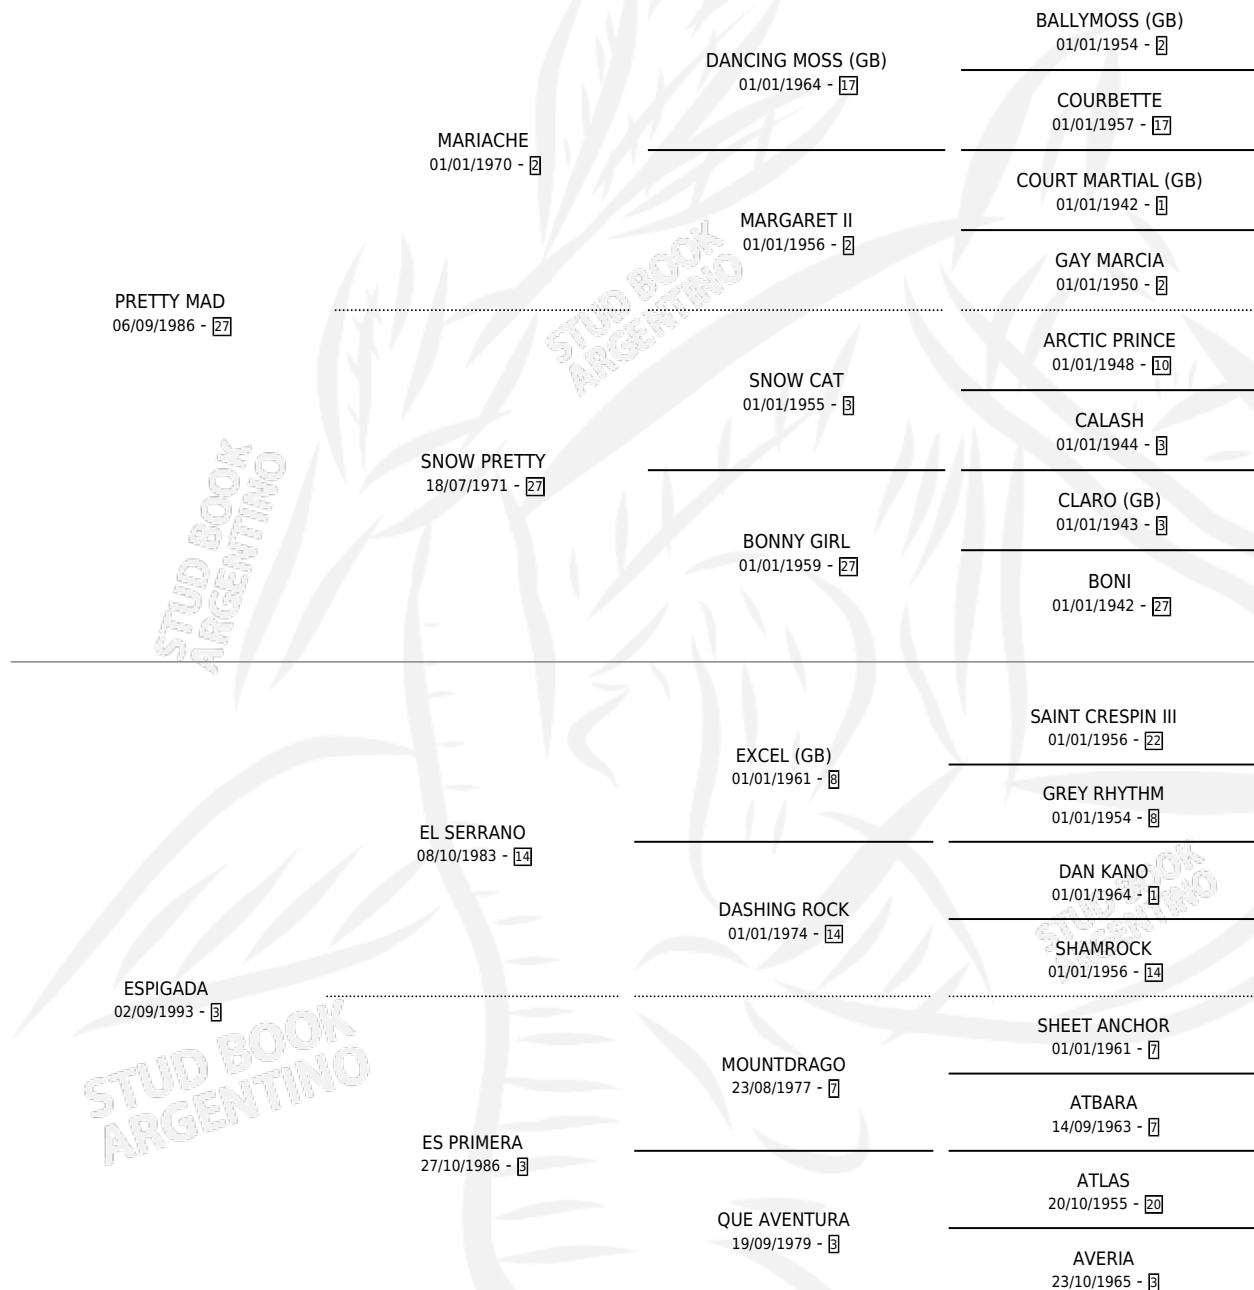 BALLYMOSS (GB)
01/01/1954 - 2
DANCING MOSS (GB)
01/01/1964 - 17
COURBETTE
01/01/1957 - 17
MARIACHE
01/01/1970 - 2
COURT MARTIAL (GB)
01/01/1942 - 1
MARGARET II
01/01/1956 - 2
GAY MARCIA
01/01/1950 - 2
PRETTY MAD
06/09/1986 - 27
ARCTIC PRINCE
01/01/1948 - 10
SNOW CAT
01/01/1955 - 3
CALASH
01/01/1944 - 3
SNOW PRETTY
18/07/1971 - 27
CLARO (GB)
01/01/1943 - 3
BONNY GIRL
01/01/1959 - 27
BONI
01/01/1942 - 27
SAINT CRESPIN III
01/01/1956 - 22
EXCEL (GB)
01/01/1961 - 8
GREY RHYTHM
01/01/1954 - 8
EL SERRANO
08/10/1983 - 14
DAN KANO
01/01/1964 - 1
DASHING ROCK
01/01/1974 - 14
SHAMROCK
01/01/1956 - 14
ESPIGADA
02/09/1993 - 3
SHEET ANCHOR
01/01/1961 - 7
MOUNTDRAGO
23/08/1977 - 7
ATBARA
14/09/1963 - 7
ES PRIMERA
27/10/1986 - 3
ATLAS
20/10/1955 - 20
QUE AVENTURA
19/09/1979 - 3
AVERIA
23/10/1965 - 3
STUD BOOK
ARGENTINO
STUD BOOK
ARGENTINO
STUD BOOK
ARGENTINO
STUD BOOK
ARGENTINO